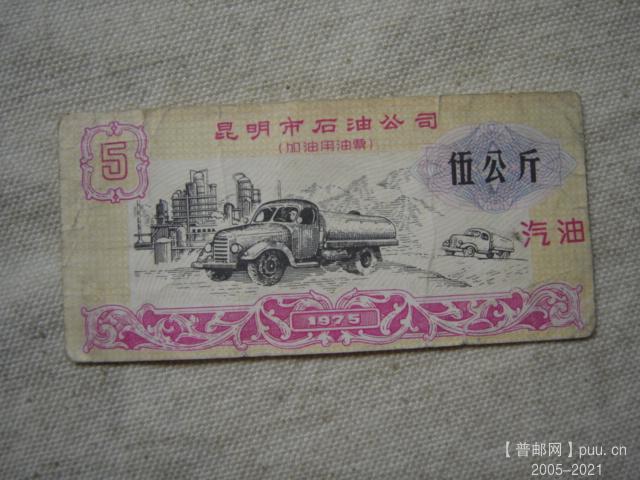 昆明市石油公司
(加油用油票)
5
伍公斤
汽油
1975
【普邮网】puu.cn
2005-2021